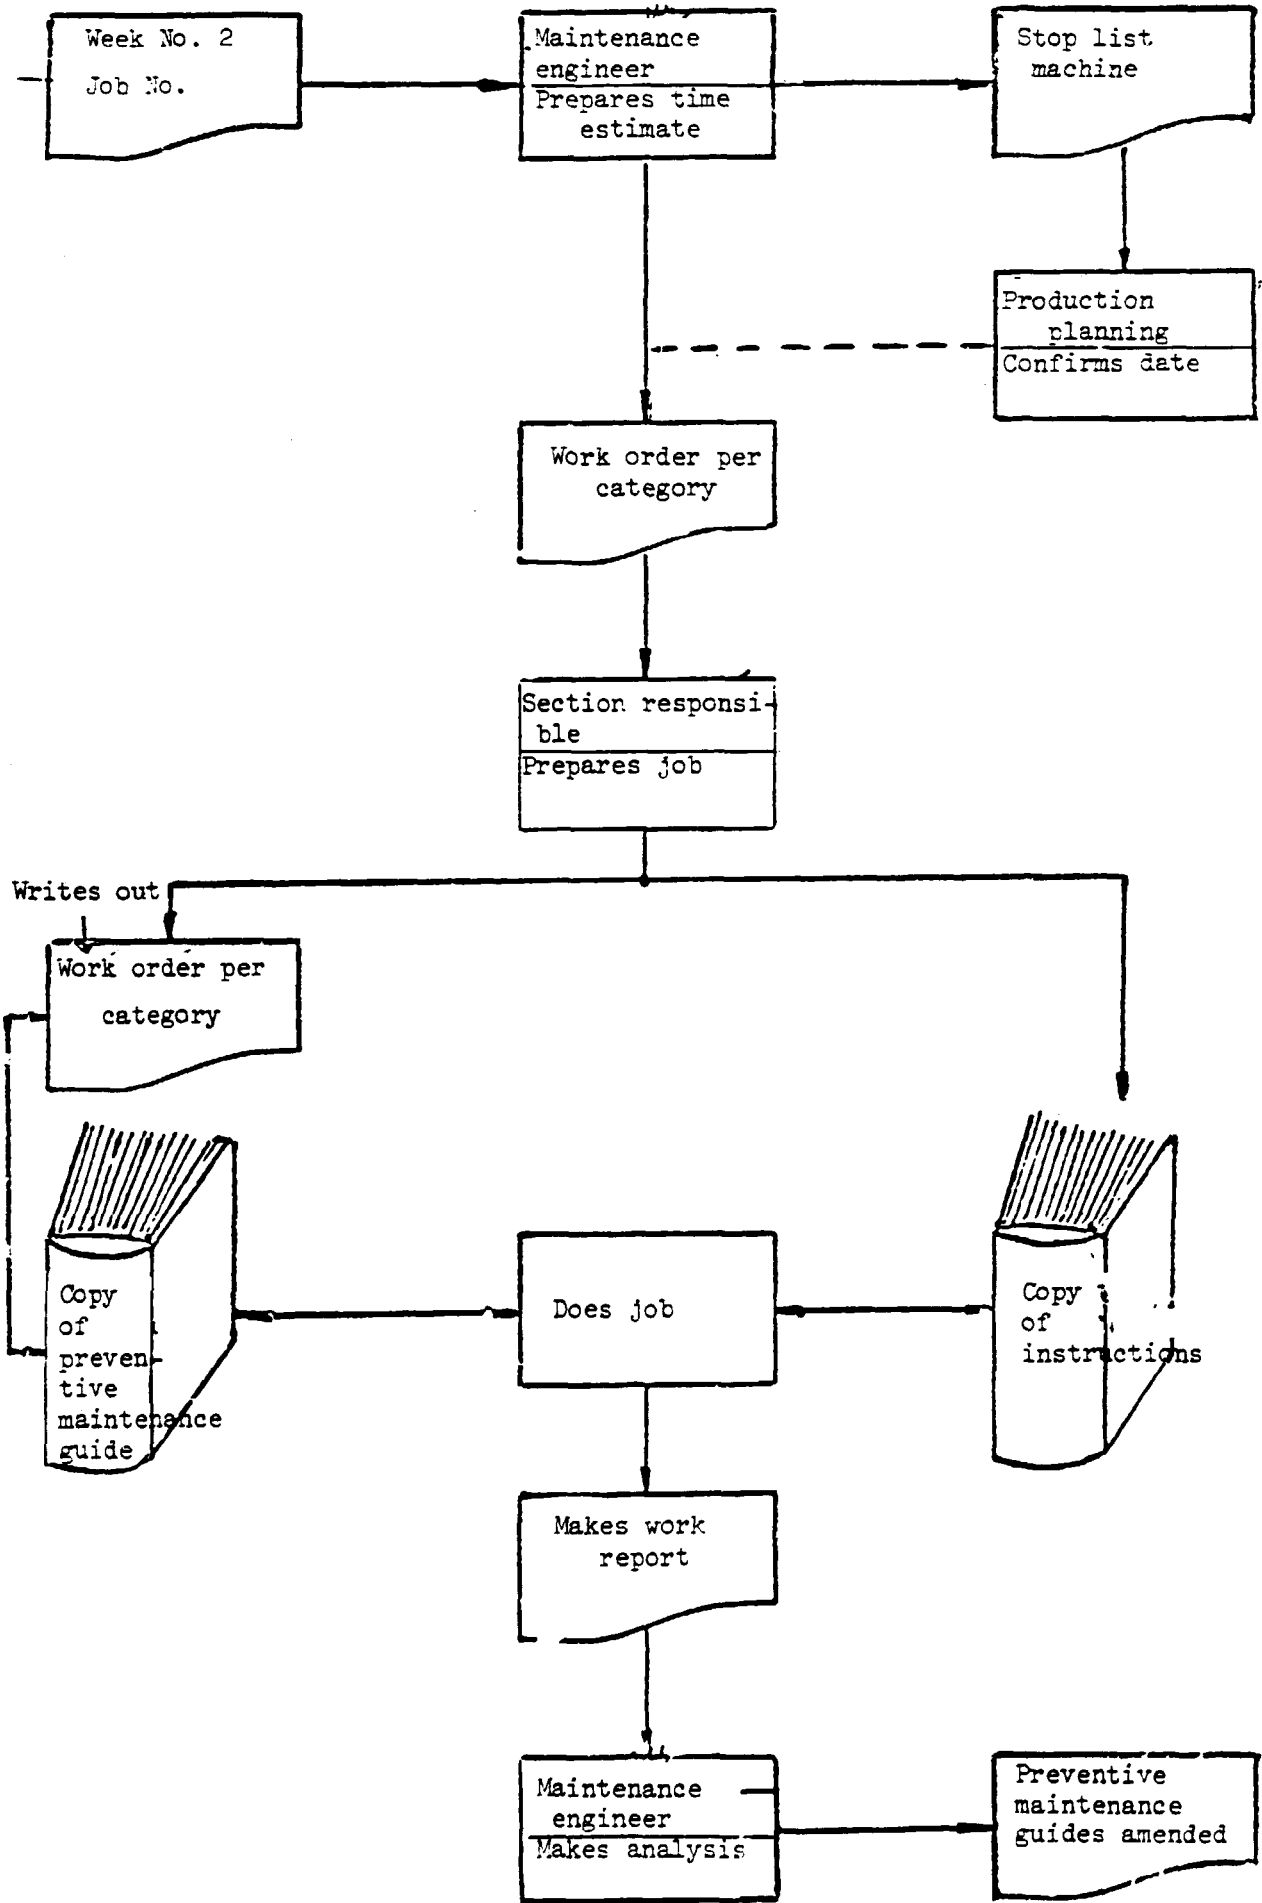 Week No. 2
Job No.
Maintenance
engineer
Prepares time
estimate
Stop list
machine
Production
planning
Confirms date
Work order per
category
Section responsi-
ble
Prepares job
Writes out
Work order per
category
Copy
of
preven-
tive
maintenance
guide
Does job
Copy
of
instructions
Makes work
report
Maintenance
engineer
Makes analysis
Preventive
maintenance
guides amended